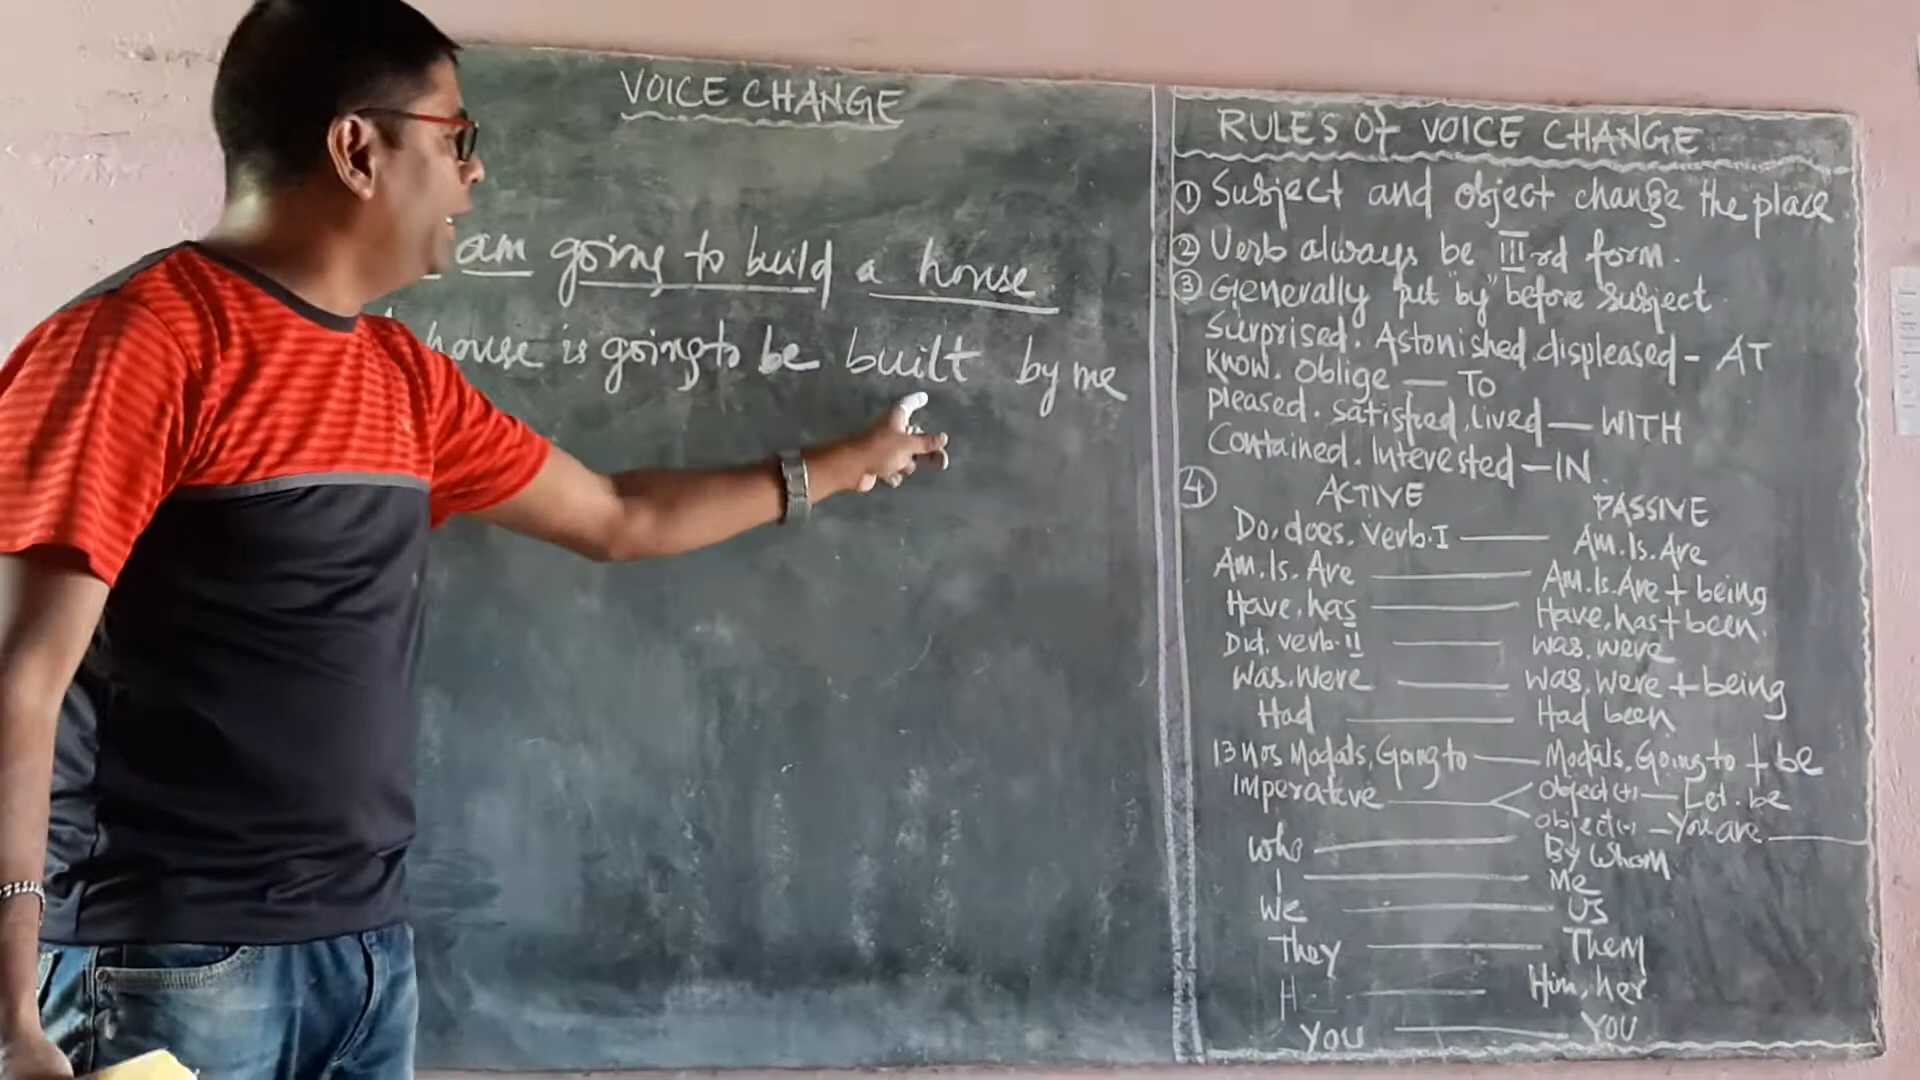 VOICE CHANGE
am going to build a house
house is going to be built by me
RULES Of VOICE CHANGE
① Subject and object change the place
② Verb always be IIIrd form.
③ Generally put "by" before subject
Surprised. Astonished, displeased - AT
Know. Oblige — TO
pleased. satisfied, lived — WITH
Contained. Interested — IN.
④ ACTIVE PASSIVE
Do, does, verb.I — Am. Is. Are
Am. Is. Are — Am. Is. Are + being
Have, has — Have, has + been.
Did. verb.II — was. were
Was. Were — was, were + being
Had — Had been
13 nos Modals, Going to — Modals, Going to + be
Imperative — object(+) — Let. be
object(-) — You are —
Who — By Whom.
I — Me
We — US
They — Them
H — Him, her
YOU — YOU